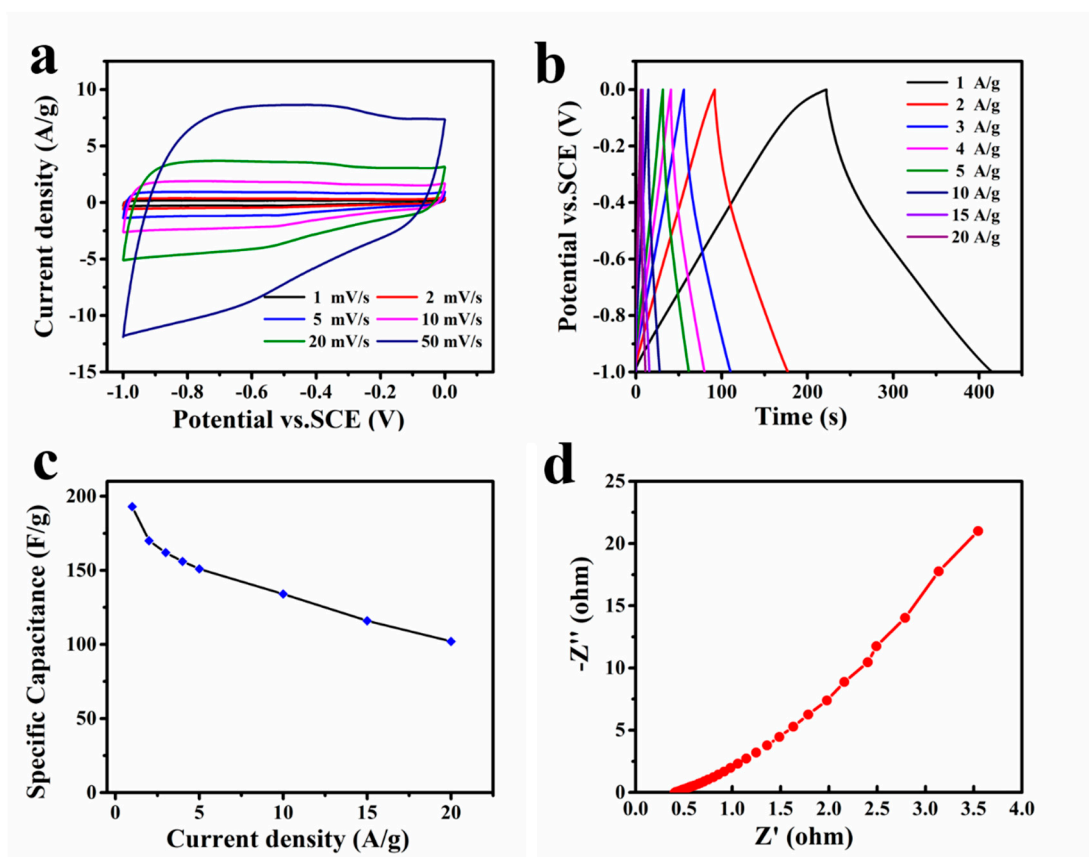 a
Current density (A/g)
10
5
0
-5
-10
-15
-1.0 -0.8 -0.6 -0.4 -0.2 0.0
Potential vs.SCE (V)
1 mV/s 2 mV/s
5 mV/s 10 mV/s
20 mV/s 50 mV/s
b
Potential vs.SCE (V)
0.0
-0.2
-0.4
-0.6
-0.8
-1.0
0 100 200 300 400
Time (s)
1 A/g
2 A/g
3 A/g
4 A/g
5 A/g
10 A/g
15 A/g
20 A/g
c
Specific Capacitance (F/g)
200
150
100
50
0
0 5 10 15 20
Current density (A/g)
d
-Z'' (ohm)
25
20
15
10
5
0
0.0 0.5 1.0 1.5 2.0 2.5 3.0 3.5 4.0
Z' (ohm)